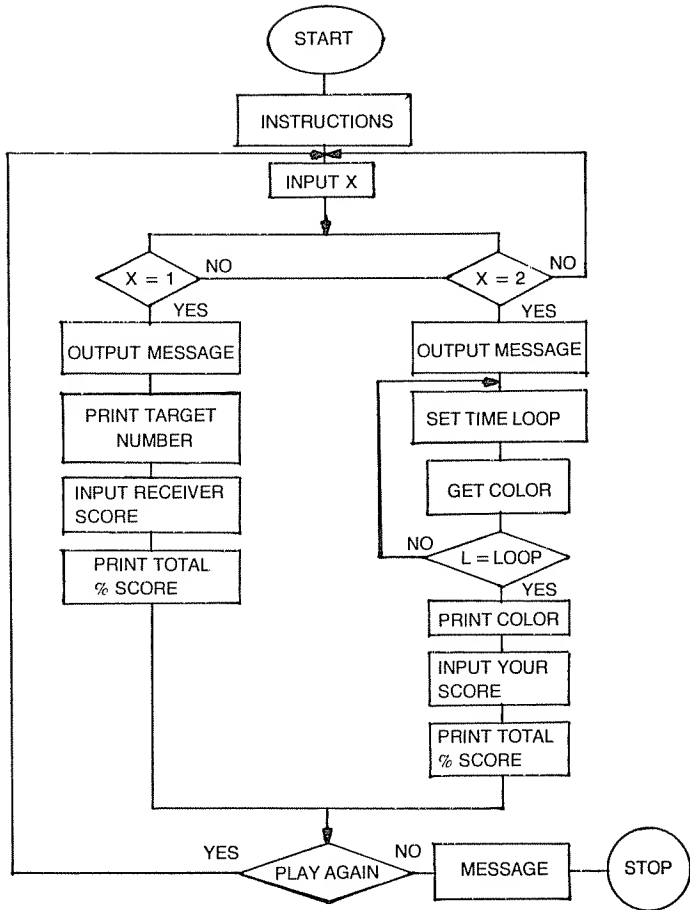 START
INSTRUCTIONS
INPUT X
X = 1
NO
YES
OUTPUT MESSAGE
PRINT TARGET
NUMBER
INPUT RECEIVER
SCORE
PRINT TOTAL
% SCORE
X = 2
NO
YES
OUTPUT MESSAGE
SET TIME LOOP
GET COLOR
NO
L = LOOP
YES
PRINT COLOR
INPUT YOUR
SCORE
PRINT TOTAL
% SCORE
YES
PLAY AGAIN
NO
MESSAGE
STOP